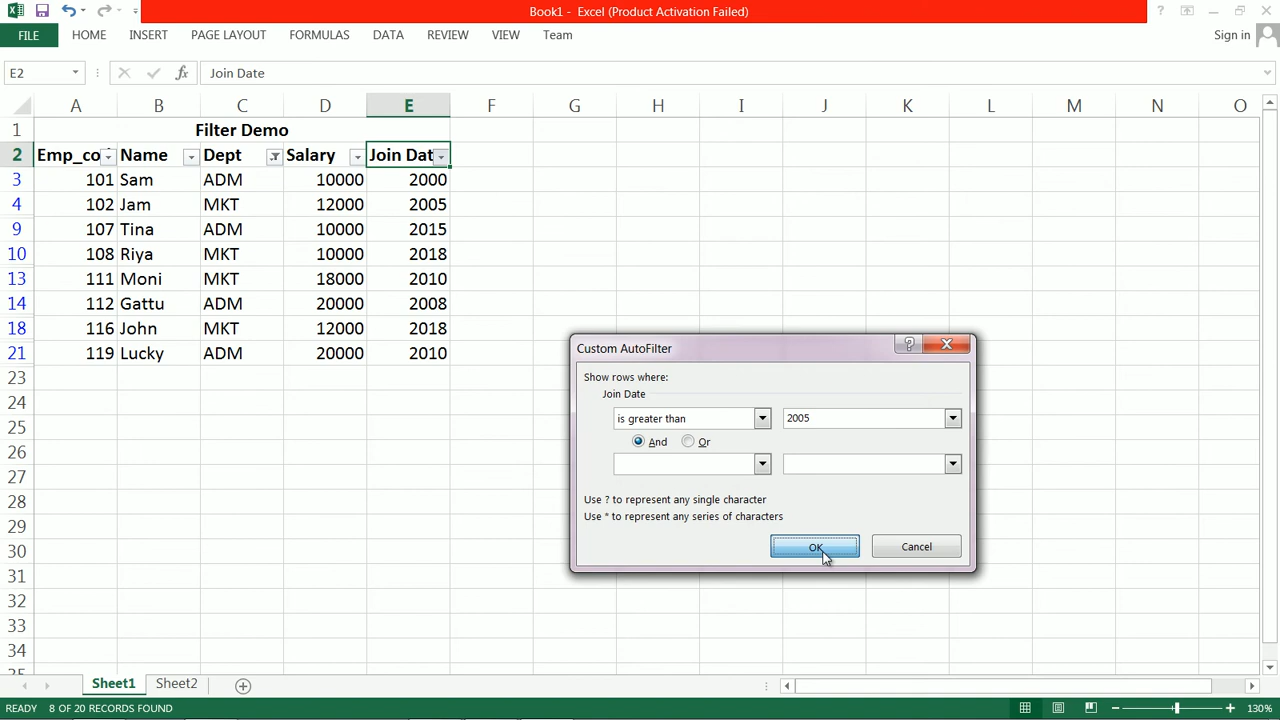 Book1 - Excel (Product Activation Failed)
FILE HOME INSERT PAGE LAYOUT FORMULAS DATA REVIEW VIEW Team Sign in
E2 fx Join Date
A B C D E F G H I J K L M N O
1 Filter Demo
2 Emp_co Name Dept Salary Join Dat
3 101 Sam ADM 10000 2000
4 102 Jam MKT 12000 2005
9 107 Tina ADM 10000 2015
10 108 Riya MKT 10000 2018
13 111 Moni MKT 18000 2010
14 112 Gattu ADM 20000 2008
18 116 John MKT 12000 2018
21 119 Lucky ADM 20000 2010
23
24
25
26
27
28
29
30
31
32
33
34
35
Custom AutoFilter
Show rows where:
Join Date
is greater than 2005
And Or
Use ? to represent any single character
Use * to represent any series of characters
OK Cancel
Sheet1 Sheet2
READY 8 OF 20 RECORDS FOUND 130%